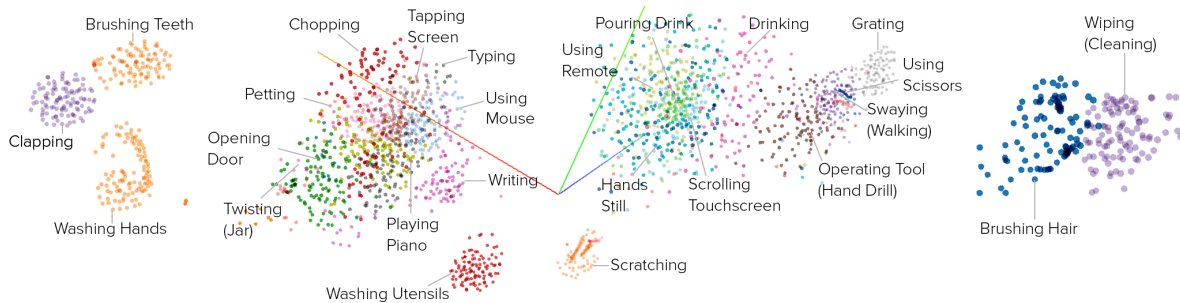 Brushing Teeth
Clapping
Washing Hands
Chopping
Tapping
Screen
Typing
Petting
Using
Mouse
Opening
Door
Writing
Twisting
(Jar)
Playing
Piano
Washing Utensils
Scratching
Pouring Drink
Drinking
Grating
Using
Remote
Using
Scissors
Swaying
(Walking)
Operating Tool
(Hand Drill)
Hands
Still
Scrolling
Touchscreen
Wiping
(Cleaning)
Brushing Hair